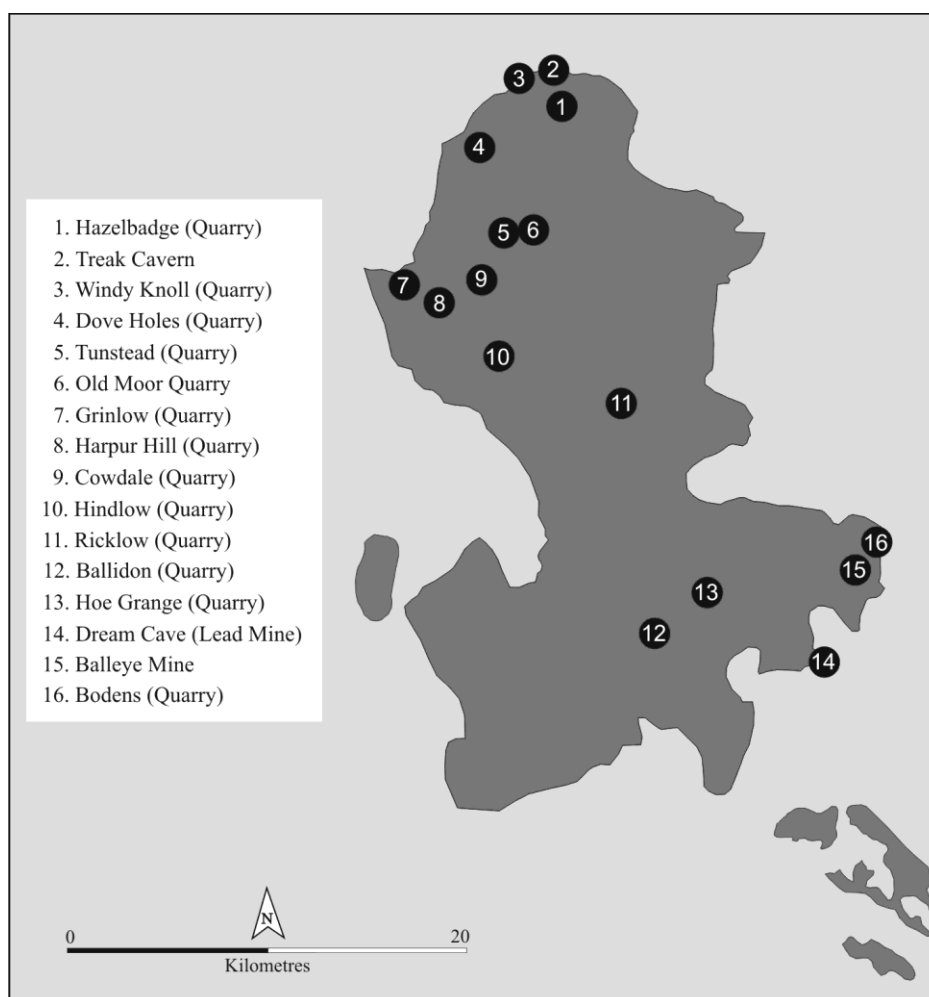 3
2
1
4
5
6
9
7
8
10
11
16
15
13
12
14
1. Hazelbadge (Quarry)
2. Treak Cavern
3. Windy Knoll (Quarry)
4. Dove Holes (Quarry)
5. Tunstead (Quarry)
6. Old Moor Quarry
7. Grinlow (Quarry)
8. Harpur Hill (Quarry)
9. Cowdale (Quarry)
10. Hindlow (Quarry)
11. Ricklow (Quarry)
12. Ballidon (Quarry)
13. Hoe Grange (Quarry)
14. Dream Cave (Lead Mine)
15. Balleye Mine
16. Bodens (Quarry)
N
0
20
Kilometres